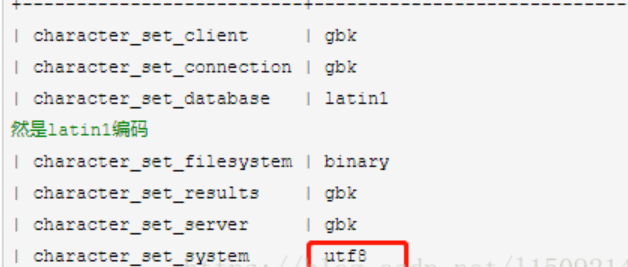 +--------------------------+------------------------------
| character_set_client | gbk
| character_set_connection | gbk
| character_set_database | latin1
然是latin1编码
| character_set_filesystem | binary
| character_set_results | gbk
| character_set_server | gbk
| character_set_system | utf8